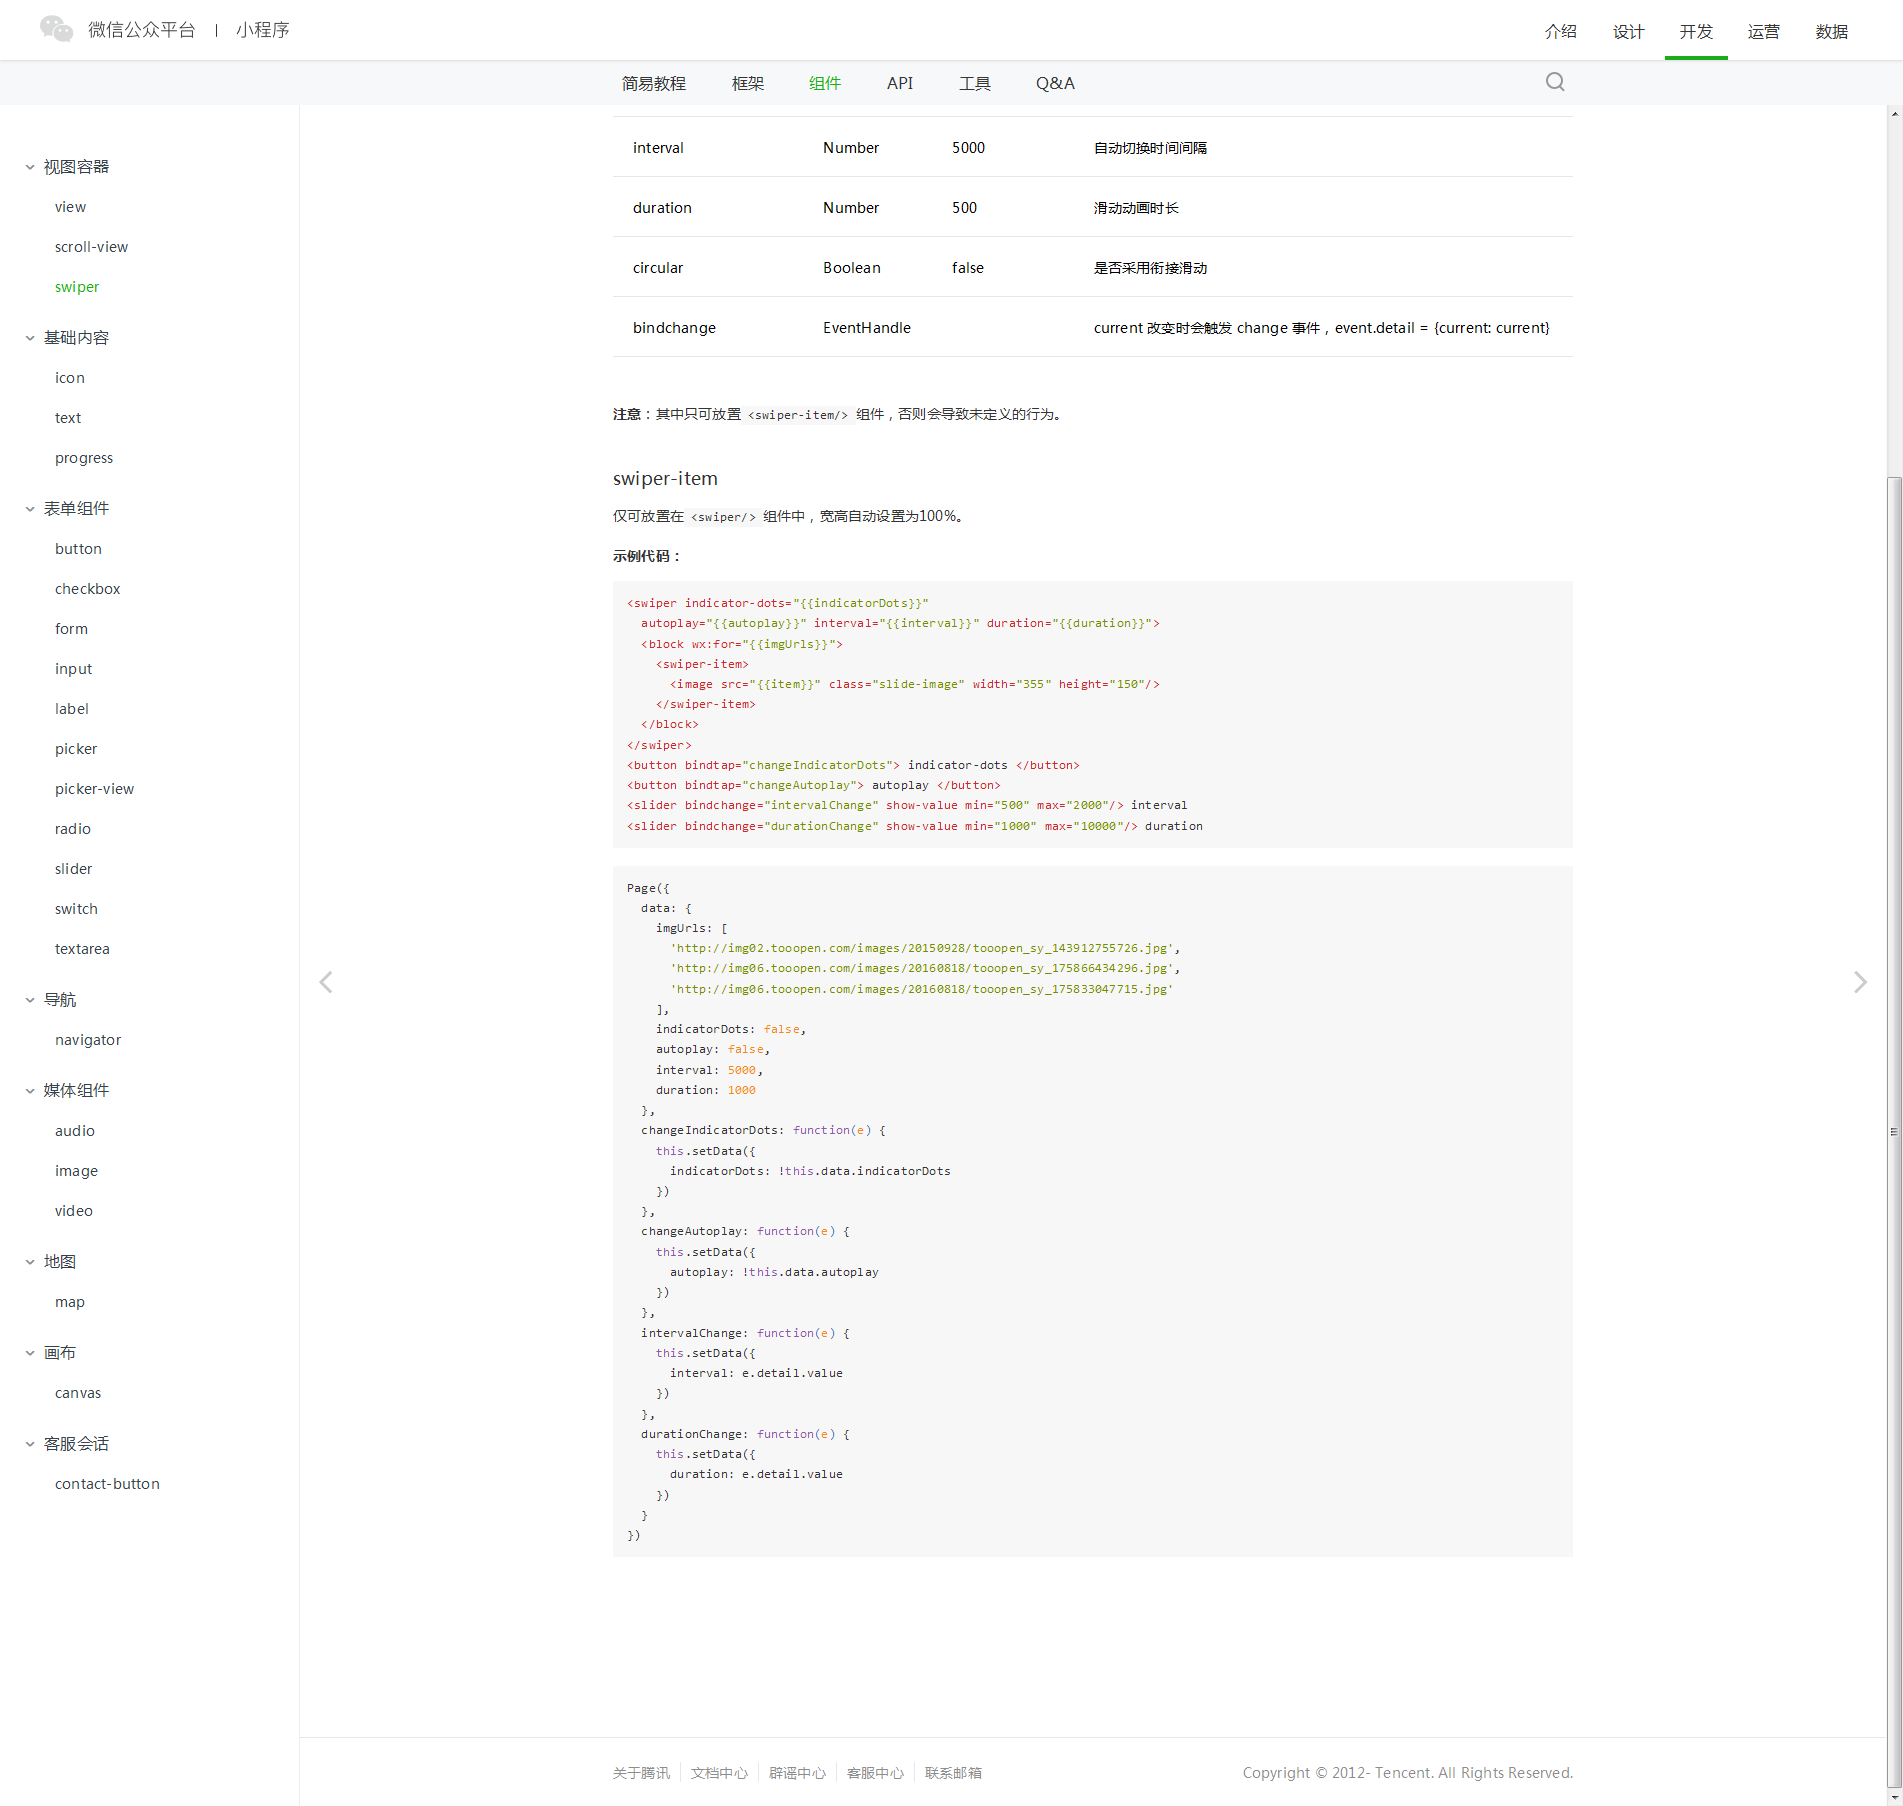 微信公众平台 | 小程序
介绍 设计 开发 运营 数据
简易教程 框架 组件 API 工具 Q&A
视图容器
view
scroll-view
swiper
基础内容
icon
text
progress
表单组件
button
checkbox
form
input
label
picker
picker-view
radio
slider
switch
textarea
导航
navigator
媒体组件
audio
image
video
地图
map
画布
canvas
客服会话
contact-button
interval Number 5000 自动切换时间间隔
duration Number 500 滑动动画时长
circular Boolean false 是否采用衔接滑动
bindchange EventHandle current 改变时会触发 change 事件，event.detail = {current: current}
注意：其中只可放置 <swiper-item/> 组件，否则会导致未定义的行为。
swiper-item
仅可放置在 <swiper/> 组件中，宽高自动设置为100%。
示例代码：
<swiper indicator-dots="{{indicatorDots}}"
autoplay="{{autoplay}}" interval="{{interval}}" duration="{{duration}}">
<block wx:for="{{imgUrls}}">
<swiper-item>
<image src="{{item}}" class="slide-image" width="355" height="150"/>
</swiper-item>
</block>
</swiper>
<button bindtap="changeIndicatorDots"> indicator-dots </button>
<button bindtap="changeAutoplay"> autoplay </button>
<slider bindchange="intervalChange" show-value min="500" max="2000"/> interval
<slider bindchange="durationChange" show-value min="1000" max="10000"/> duration
Page({
data: {
imgUrls: [
'http://img02.tooopen.com/images/20150928/tooopen_sy_143912755726.jpg',
'http://img06.tooopen.com/images/20160818/tooopen_sy_175866434296.jpg',
'http://img06.tooopen.com/images/20160818/tooopen_sy_175833047715.jpg'
],
indicatorDots: false,
autoplay: false,
interval: 5000,
duration: 1000
},
changeIndicatorDots: function(e) {
this.setData({
indicatorDots: !this.data.indicatorDots
})
},
changeAutoplay: function(e) {
this.setData({
autoplay: !this.data.autoplay
})
},
intervalChange: function(e) {
this.setData({
interval: e.detail.value
})
},
durationChange: function(e) {
this.setData({
duration: e.detail.value
})
}
})
关于腾讯 文档中心 辟谣中心 客服中心 联系邮箱
Copyright © 2012- Tencent. All Rights Reserved.